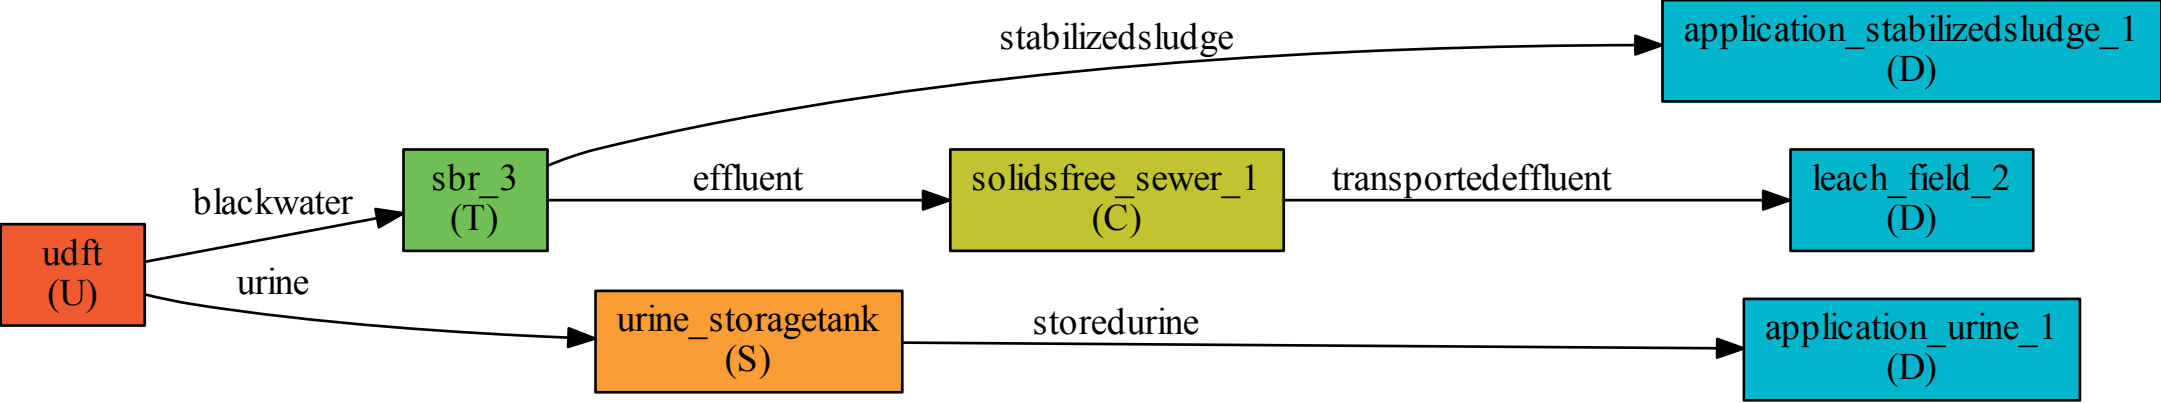 stabilizedsludge
application_stabilizedsludge_1
(D)
blackwater
sbr_3
(T)
effluent
solidsfree_sewer_1
(C)
transportedeffluent
leach_field_2
(D)
udft
(U)
urine
urine_storagetank
(S)
storedurine
application_urine_1
(D)